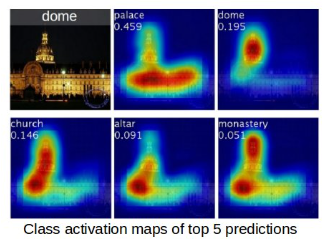 dome
palace
0.459
dome
0.195
church
0.146
altar
0.091
monastery
0.051
Class activation maps of top 5 predictions